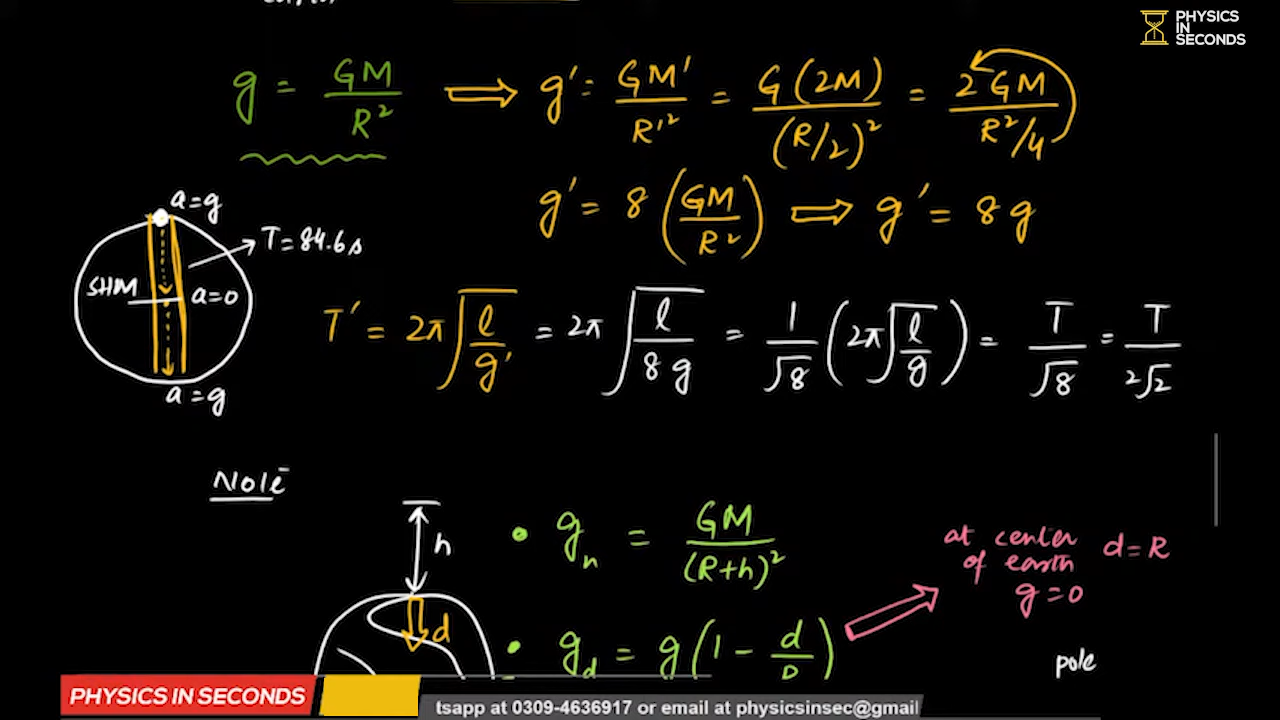 PHYSICS
IN
SECONDS
g = GM/R² ⟹ g' = GM'/R'² = G(2M)/(R/2)² = 2GM/R²/4
g' = 8(GM/R²) ⟹ g' = 8g
a=g
T=84.6s
SHM
a=0
a=g
T' = 2π√(l/g') = 2π√(l/8g) = 1/√8 (2π√(l/g)) = T/√8 = T/2√2
Note
h
d
• gh = GM/(R+h)²
• gd = g(1 − d/R)
at center d=R
of earth
g=0
pole
PHYSICS IN SECONDS
tsapp at 0309-4636917 or email at physicsinsec@gmail